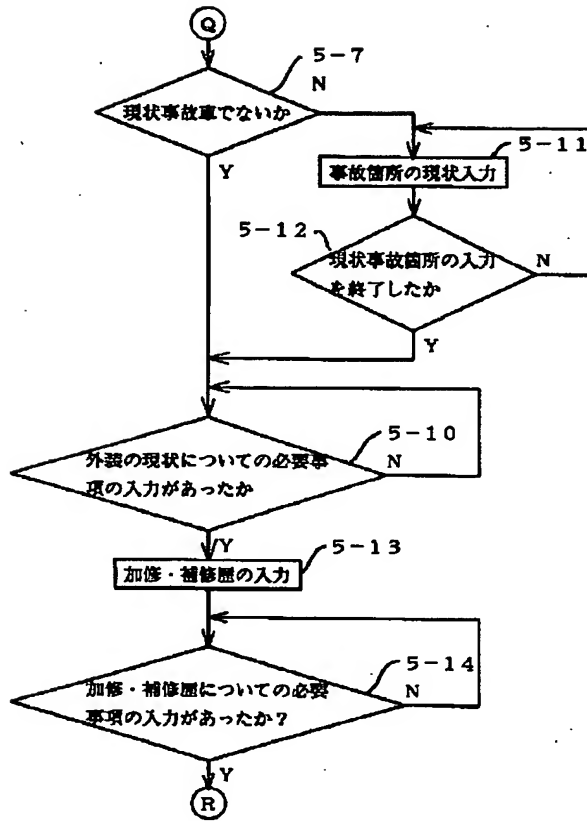 Q
5-7
N
現状事故車でないか
Y
5-11
事故箇所の現状入力
5-12
現状事故箇所の入力
を終了したか
N
Y
5-10
外装の現状についての必要事
項の入力があったか
N
Y
5-13
加修・補修歴の入力
5-14
加修・補修歴についての必要
事項の入力があったか？
N
Y
R